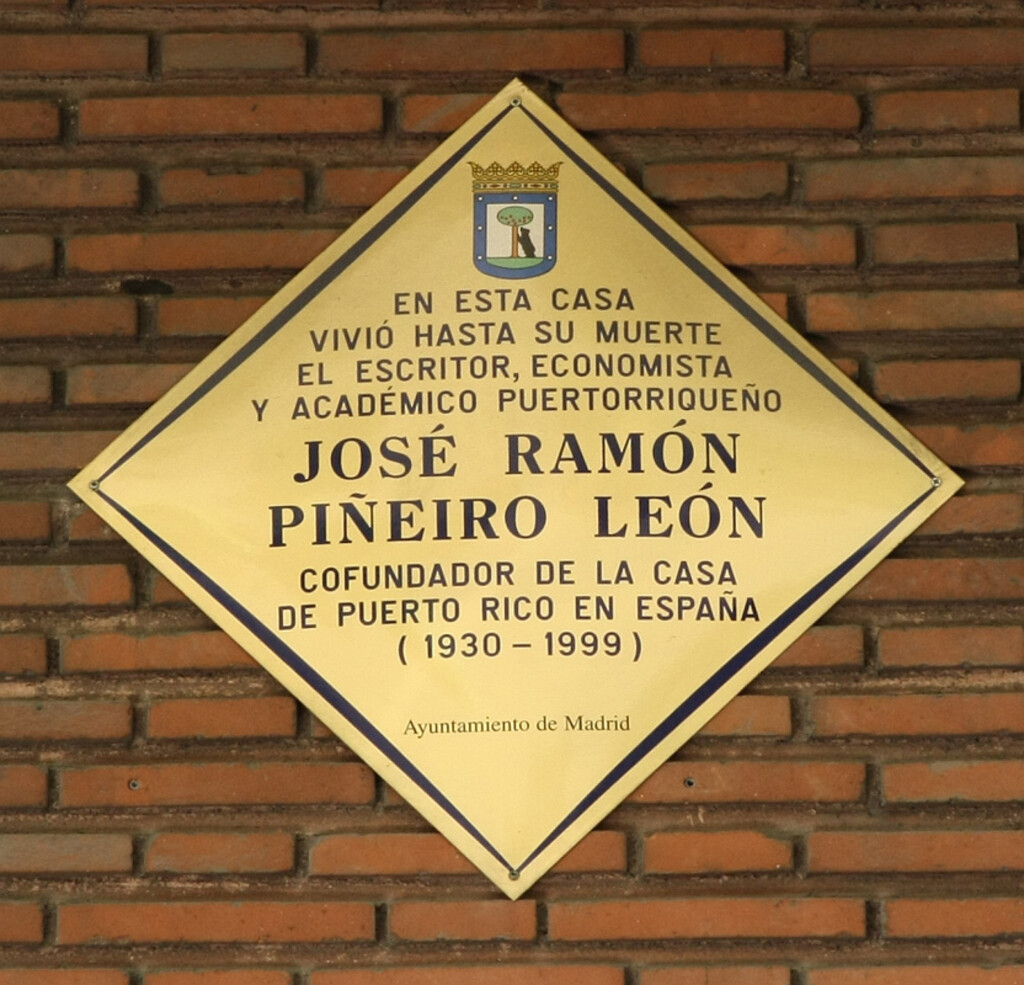 EN ESTA CASA
VIVIÓ HASTA SU MUERTE
EL ESCRITOR, ECONOMISTA
Y ACADÉMICO PUERTORRIQUEÑO
JOSÉ RAMÓN
PIÑEIRO LEÓN
COFUNDADOR DE LA CASA
DE PUERTO RICO EN ESPAÑA
(1930 – 1999)
Ayuntamiento de Madrid